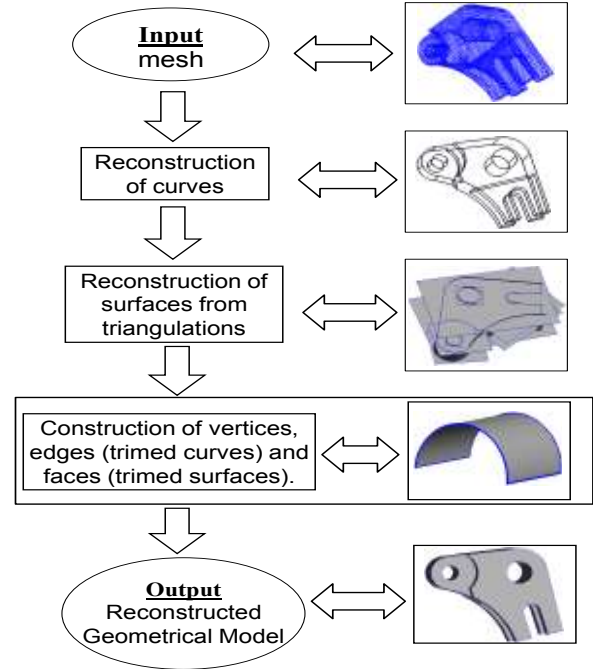 Input
mesh
Reconstruction
of curves
Reconstruction of
surfaces from
triangulations
Construction of vertices,
edges (trimed curves) and
faces (trimed surfaces).
Output
Reconstructed
Geometrical Model